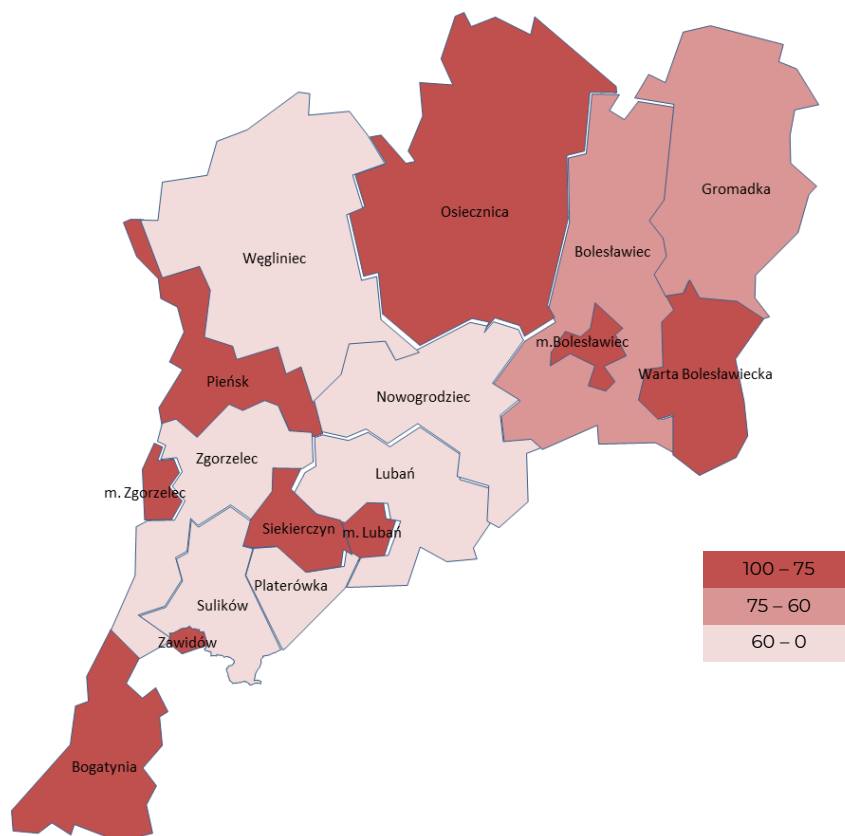 Gromadka
Osiecznica
Bolesławiec
Węgliniec
m.Bolesławiec
Warta Bolesławiecka
Pieńsk
Nowogrodziec
Zgorzelec
Lubań
m. Zgorzelec
Siekierczyn
m. Lubań
Platerówka
Sulików
Zawidów
Bogatynia
100 – 75
75 – 60
60 – 0